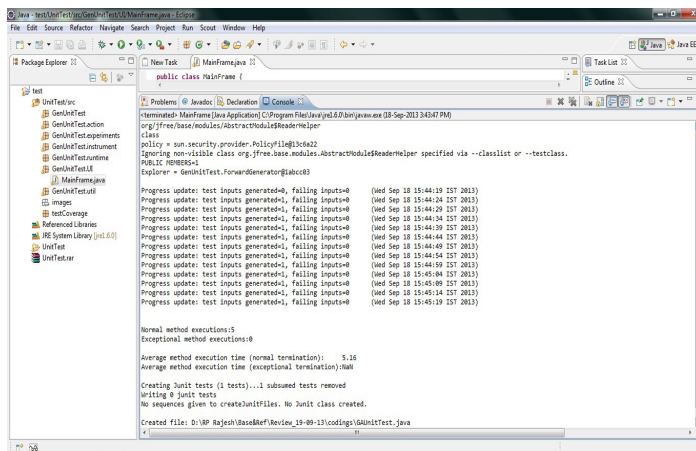 Java - test/UnitTest/src/GenUnitTest/UI/MainFrame.java - Eclipse
File Edit Source Refactor Navigate Search Project Run Scout Window Help
Java Java EE
Package Explorer
New Task MainFrame.java
Task List
public class MainFrame {
Outline
test
UnitTest/src
GenUnitTest
GenUnitTest.action
GenUnitTest.experiments
GenUnitTest.instrument
GenUnitTest.runtime
GenUnitTest.UI
MainFrame.java
GenUnitTest.util
images
testCoverage
Referenced Libraries
JRE System Library [jre1.6.0]
UnitTest
UnitTest.rar
Problems Javadoc Declaration Console
<terminated> MainFrame [Java Application] C:\Program Files\Java\jre1.6.0\bin\javaw.exe (18-Sep-2013 3:43:47 PM)
org/jfree/base/modules/AbstractModule$ReaderHelper
class
policy = sun.security.provider.PolicyFile@13c6a22
Ignoring non-visible class org.jfree.base.modules.AbstractModule$ReaderHelper specified via --classlist or --testclass.
PUBLIC MEMBERS=1
Explorer = GenUnitTest.ForwardGenerator@1abcc03
Progress update: test inputs generated=0, failing inputs=0 (Wed Sep 18 15:44:19 IST 2013)
Progress update: test inputs generated=1, failing inputs=0 (Wed Sep 18 15:44:24 IST 2013)
Progress update: test inputs generated=1, failing inputs=0 (Wed Sep 18 15:44:29 IST 2013)
Progress update: test inputs generated=1, failing inputs=0 (Wed Sep 18 15:44:34 IST 2013)
Progress update: test inputs generated=1, failing inputs=0 (Wed Sep 18 15:44:39 IST 2013)
Progress update: test inputs generated=1, failing inputs=0 (Wed Sep 18 15:44:44 IST 2013)
Progress update: test inputs generated=1, failing inputs=0 (Wed Sep 18 15:44:49 IST 2013)
Progress update: test inputs generated=1, failing inputs=0 (Wed Sep 18 15:44:54 IST 2013)
Progress update: test inputs generated=1, failing inputs=0 (Wed Sep 18 15:44:59 IST 2013)
Progress update: test inputs generated=1, failing inputs=0 (Wed Sep 18 15:45:04 IST 2013)
Progress update: test inputs generated=1, failing inputs=0 (Wed Sep 18 15:45:09 IST 2013)
Progress update: test inputs generated=1, failing inputs=0 (Wed Sep 18 15:45:14 IST 2013)
Progress update: test inputs generated=1, failing inputs=0 (Wed Sep 18 15:45:19 IST 2013)
Normal method executions:5
Exceptional method executions:0
Average method execution time (normal termination): 5.16
Average method execution time (exceptional termination):NaN
Creating Junit tests (1 tests)...1 subsumed tests removed
Writing 0 junit tests
No sequences given to createJunitFiles. No Junit class created.
Created file: D:\RP Rajesh\Base&Ref\Review_19-09-13\codings\GAUnitTest.java